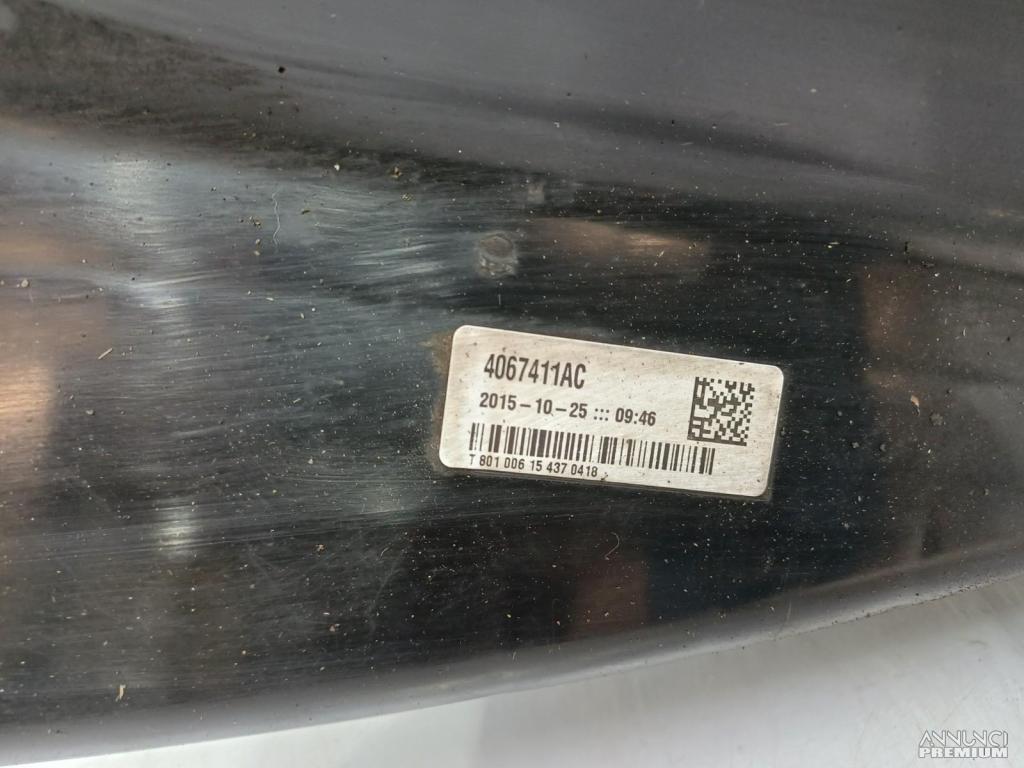 4067411AC
2015-10-25 ::: 09:46
T 801 006 15 437 0418
ANNUNCI
PREMIUM